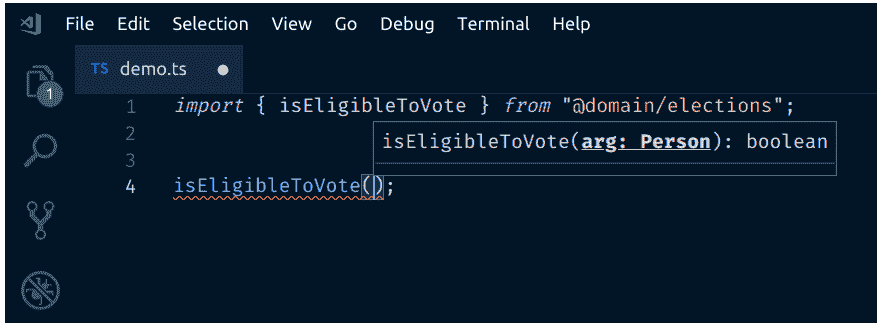 File Edit Selection View Go Debug Terminal Help
TS demo.ts
1
1 import { isEligibleToVote } from "@domain/elections";
2
isEligibleToVote(arg: Person): boolean
3
4 isEligibleToVote();